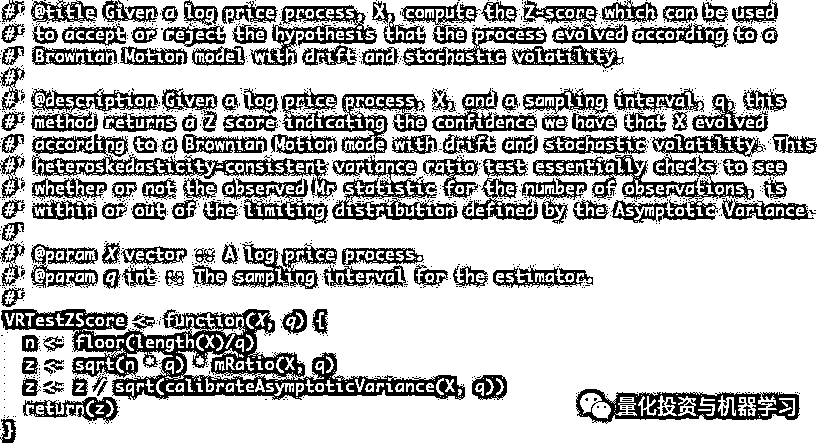 #' @title Given a log price process, X, compute the Z-score which can be used
#' to accept or reject the hypothesis that the process evolved according to a
#' Brownian Motion model with drift and stochastic volatility.
#'
#' @description Given a log price process, X, and a sampling interval, q, this
#' method returns a Z score indicating the confidence we have that X evolved
#' according to a Brownian Motion mode with drift and stochastic volatility. This
#' heteroskedasticity-consistent variance ratio test essentially checks to see
#' whether or not the observed Mr statistic for the number of observations, is
#' within or out of the limiting distribution defined by the Asymptotic Variance.
#'
#' @param X vector :: A log price process.
#' @param q int :: The sampling interval for the estimator.
#'
VRTestZScore <- function(X, q) {
  n <- floor(length(X)/q)
  z <- sqrt(n * q) * mRatio(X, q)
  z <- z / sqrt(calibrateAsymptoticVariance(X, q))
  return(z)
}
量化投资与机器学习